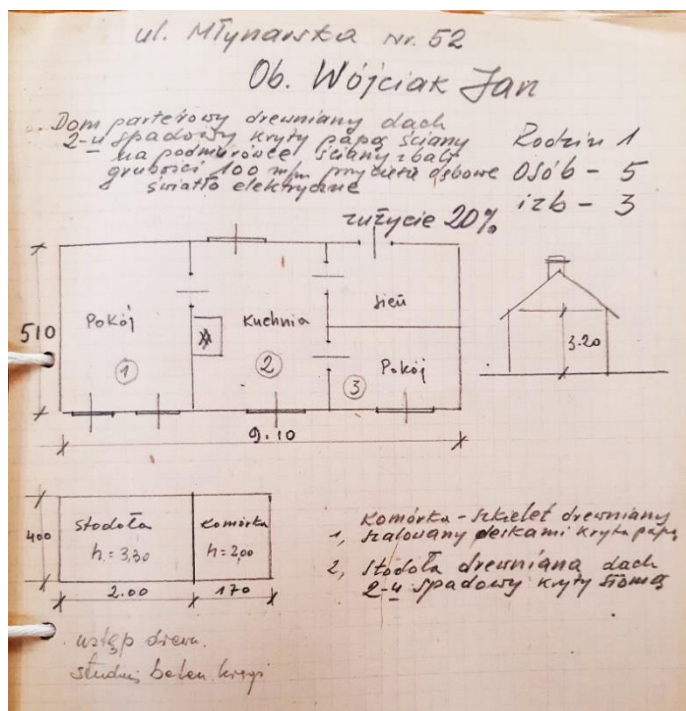 ul. Młynarska nr. 52
Ob. Wójciak Jan
Dom parterowy drewniany dach
2-u spadowy kryty papą ściany
na podmurówce ściany z bali
grubości 100 m/m przyciesie dębowe
światło elektryczne
Rodzin 1
osób - 5
izb - 3
zużycie 20%
Pokój
Kuchnia
sień
Pokój
1
2
3
510
9.10
3.20
Stodoła
h = 3,30
Komórka
h = 2,00
400
2.00
170
Komórka - szkielet drewniany
1, szalowany deskami kryta papą
2, Stodoła drewniana dach
2-u spadowy kryty słomą
ustęp drewn.
studnia beton. kręgi